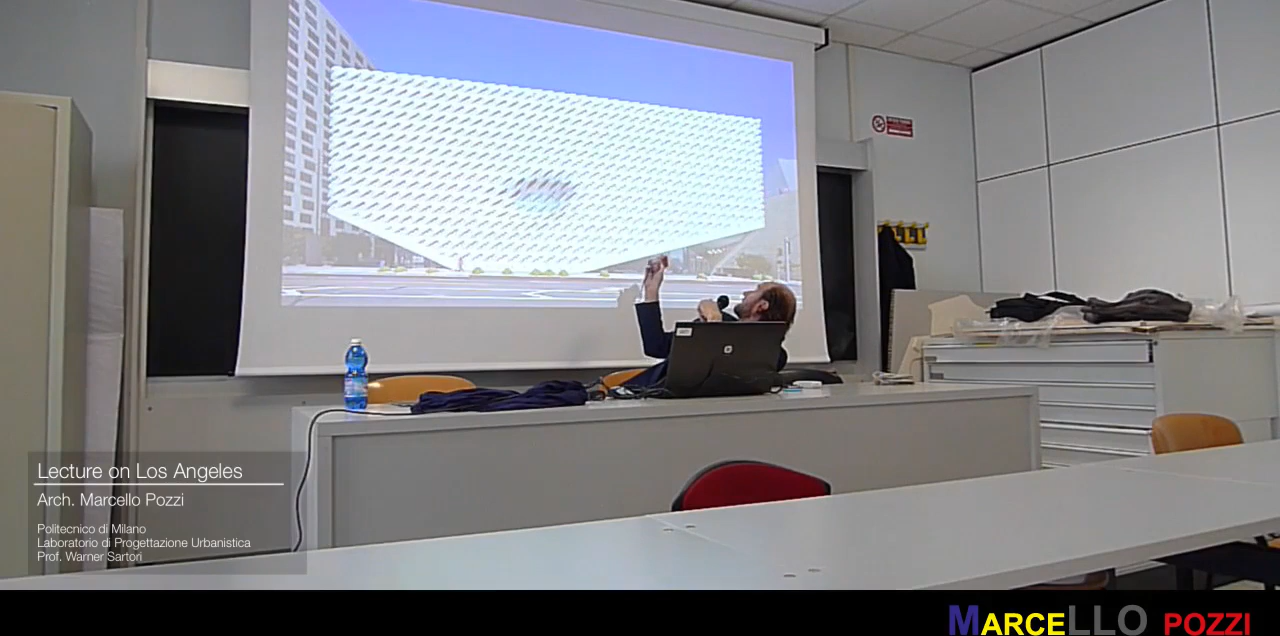 Lecture on Los Angeles
Arch. Marcello Pozzi
Politecnico di Milano
Laboratorio di Progettazione Urbanistica
Prof. Warner Sartori
MARCELLO POZZI